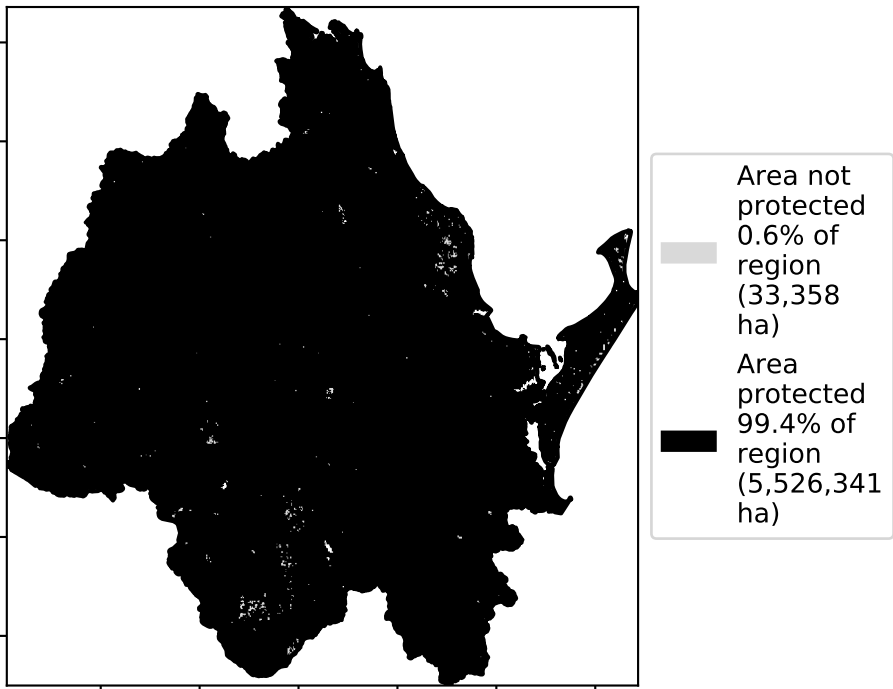 Area not
protected
0.6% of
region
(33,358
ha)
Area
protected
99.4% of
region
(5,526,341
ha)